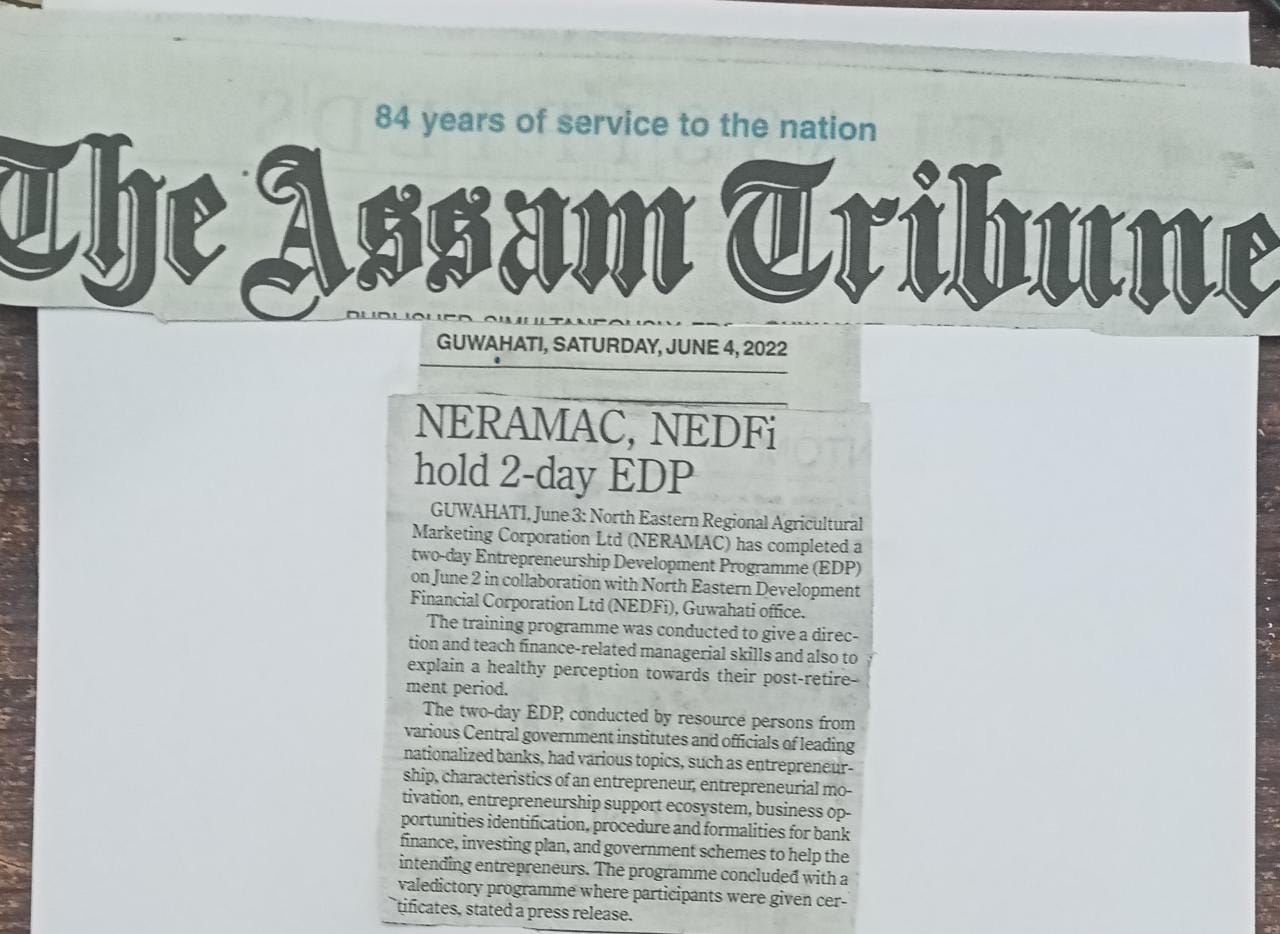 84 years of service to the nation
The Assam Tribune
GUWAHATI, SATURDAY, JUNE 4, 2022
NERAMAC, NEDFi
hold 2-day EDP
GUWAHATI, June 3: North Eastern Regional Agricultural
Marketing Corporation Ltd (NERAMAC) has completed a
two-day Entrepreneurship Development Programme (EDP)
on June 2 in collaboration with North Eastern Development
Financial Corporation Ltd (NEDFi), Guwahati office.
The training programme was conducted to give a direc-
tion and teach finance-related managerial skills and also to
explain a healthy perception towards their post-retire-
ment period.
The two-day EDP, conducted by resource persons from
various Central government institutes and officials of leading
nationalized banks, had various topics, such as entrepreneur-
ship, characteristics of an entrepreneur, entrepreneurial mo-
tivation, entrepreneurship support ecosystem, business op-
portunities identification, procedure and formalities for bank
finance, investing plan, and government schemes to help the
intending entrepreneurs. The programme concluded with a
valedictory programme where participants were given cer-
tificates, stated a press release.